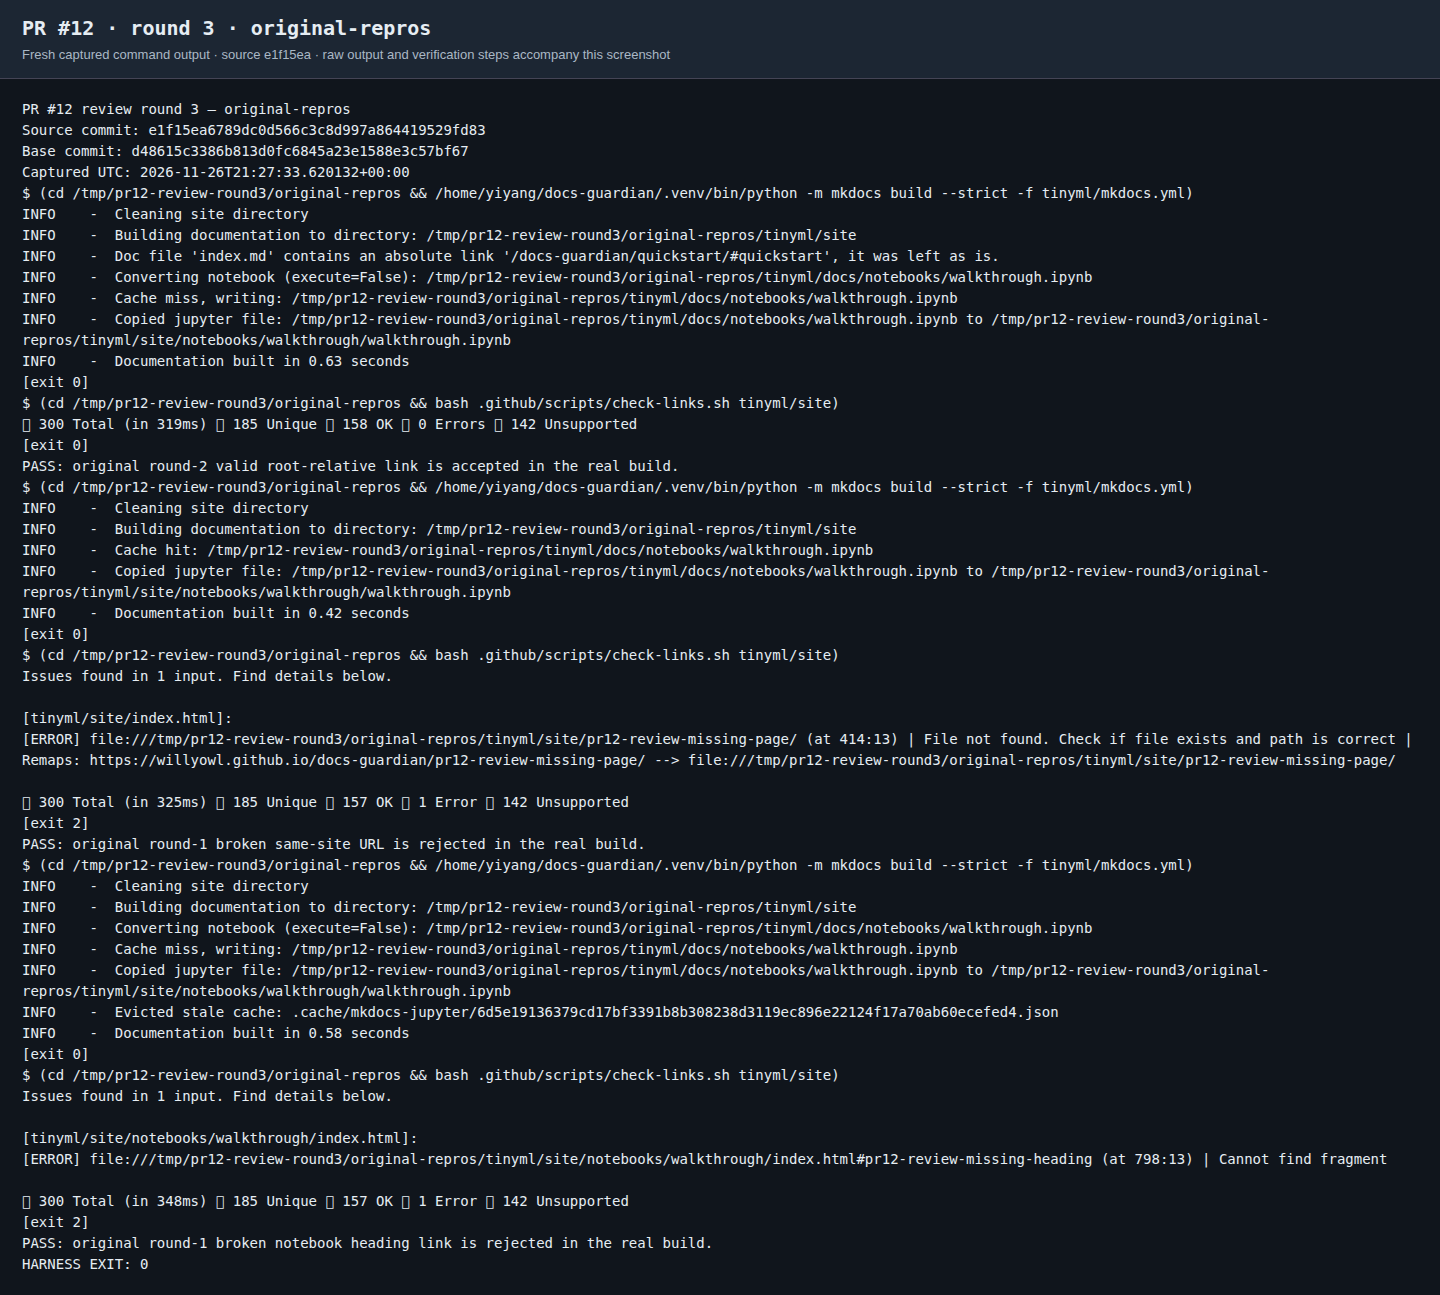 PR #12 · round 3 · original-repros
Fresh captured command output · source e1f15ea · raw output and verification steps accompany this screenshot
PR #12 review round 3 — original-repros
Source commit: e1f15ea6789dc0d566c3c8d997a864419529fd83
Base commit: d48615c3386b813d0fc6845a23e1588e3c57bf67
Captured UTC: 2026-11-26T21:27:33.620132+00:00
$ (cd /tmp/pr12-review-round3/original-repros && /home/yiyang/docs-guardian/.venv/bin/python -m mkdocs build --strict -f tinyml/mkdocs.yml)
INFO    -  Cleaning site directory
INFO    -  Building documentation to directory: /tmp/pr12-review-round3/original-repros/tinyml/site
INFO    -  Doc file 'index.md' contains an absolute link '/docs-guardian/quickstart/#quickstart', it was left as is.
INFO    -  Converting notebook (execute=False): /tmp/pr12-review-round3/original-repros/tinyml/docs/notebooks/walkthrough.ipynb
INFO    -  Cache miss, writing: /tmp/pr12-review-round3/original-repros/tinyml/docs/notebooks/walkthrough.ipynb
INFO    -  Copied jupyter file: /tmp/pr12-review-round3/original-repros/tinyml/docs/notebooks/walkthrough.ipynb to /tmp/pr12-review-round3/original-
repros/tinyml/site/notebooks/walkthrough/walkthrough.ipynb
INFO    -  Documentation built in 0.63 seconds
[exit 0]
$ (cd /tmp/pr12-review-round3/original-repros && bash .github/scripts/check-links.sh tinyml/site)
300 Total (in 319ms) 185 Unique 158 OK 0 Errors 142 Unsupported
[exit 0]
PASS: original round-2 valid root-relative link is accepted in the real build.
$ (cd /tmp/pr12-review-round3/original-repros && /home/yiyang/docs-guardian/.venv/bin/python -m mkdocs build --strict -f tinyml/mkdocs.yml)
INFO    -  Cleaning site directory
INFO    -  Building documentation to directory: /tmp/pr12-review-round3/original-repros/tinyml/site
INFO    -  Cache hit: /tmp/pr12-review-round3/original-repros/tinyml/docs/notebooks/walkthrough.ipynb
INFO    -  Copied jupyter file: /tmp/pr12-review-round3/original-repros/tinyml/docs/notebooks/walkthrough.ipynb to /tmp/pr12-review-round3/original-
repros/tinyml/site/notebooks/walkthrough/walkthrough.ipynb
INFO    -  Documentation built in 0.42 seconds
[exit 0]
$ (cd /tmp/pr12-review-round3/original-repros && bash .github/scripts/check-links.sh tinyml/site)
Issues found in 1 input. Find details below.
[tinyml/site/index.html]:
[ERROR] file:///tmp/pr12-review-round3/original-repros/tinyml/site/pr12-review-missing-page/ (at 414:13) | File not found. Check if file exists and path is correct |
Remaps: https://willyowl.github.io/docs-guardian/pr12-review-missing-page/ --> file:///tmp/pr12-review-round3/original-repros/tinyml/site/pr12-review-missing-page/
300 Total (in 325ms) 185 Unique 157 OK 1 Error 142 Unsupported
[exit 2]
PASS: original round-1 broken same-site URL is rejected in the real build.
$ (cd /tmp/pr12-review-round3/original-repros && /home/yiyang/docs-guardian/.venv/bin/python -m mkdocs build --strict -f tinyml/mkdocs.yml)
INFO    -  Cleaning site directory
INFO    -  Building documentation to directory: /tmp/pr12-review-round3/original-repros/tinyml/site
INFO    -  Converting notebook (execute=False): /tmp/pr12-review-round3/original-repros/tinyml/docs/notebooks/walkthrough.ipynb
INFO    -  Cache miss, writing: /tmp/pr12-review-round3/original-repros/tinyml/docs/notebooks/walkthrough.ipynb
INFO    -  Copied jupyter file: /tmp/pr12-review-round3/original-repros/tinyml/docs/notebooks/walkthrough.ipynb to /tmp/pr12-review-round3/original-
repros/tinyml/site/notebooks/walkthrough/walkthrough.ipynb
INFO    -  Evicted stale cache: .cache/mkdocs-jupyter/6d5e19136379cd17bf3391b8b308238d3119ec896e22124f17a70ab60ecefed4.json
INFO    -  Documentation built in 0.58 seconds
[exit 0]
$ (cd /tmp/pr12-review-round3/original-repros && bash .github/scripts/check-links.sh tinyml/site)
Issues found in 1 input. Find details below.
[tinyml/site/notebooks/walkthrough/index.html]:
[ERROR] file:///tmp/pr12-review-round3/original-repros/tinyml/site/notebooks/walkthrough/index.html#pr12-review-missing-heading (at 798:13) | Cannot find fragment
300 Total (in 348ms) 185 Unique 157 OK 1 Error 142 Unsupported
[exit 2]
PASS: original round-1 broken notebook heading link is rejected in the real build.
HARNESS EXIT: 0